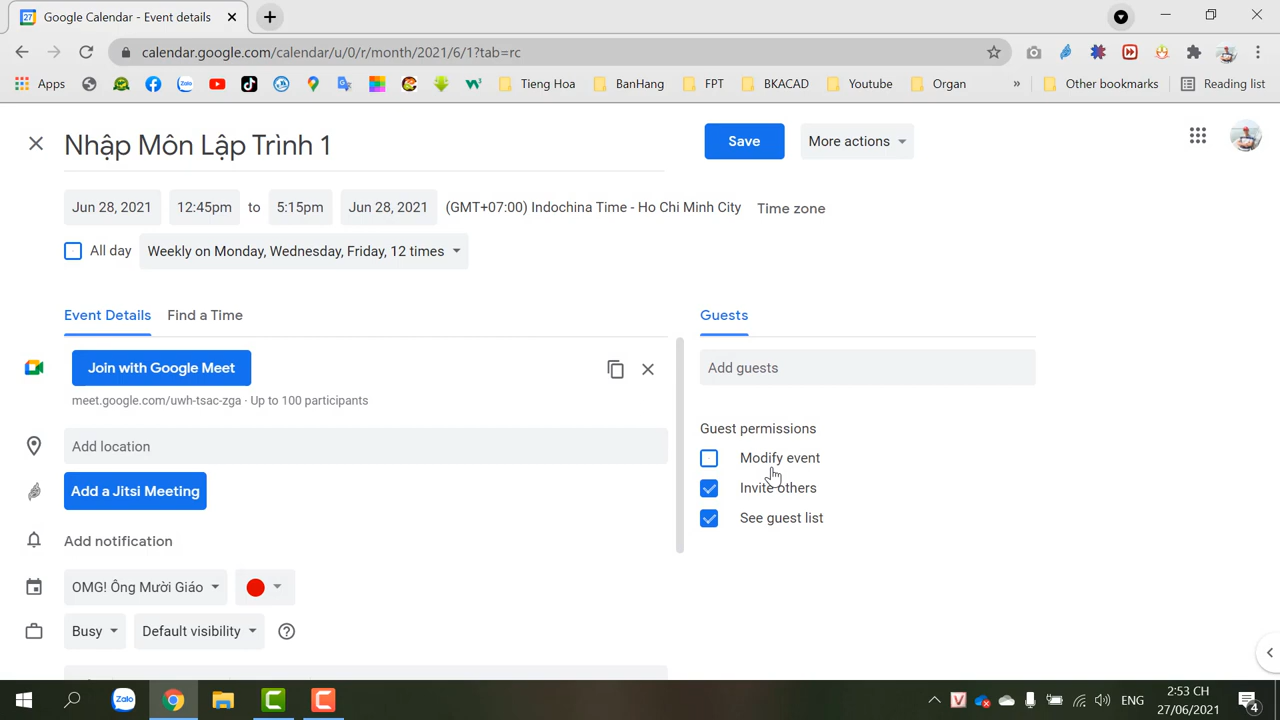 Google Calendar - Event details
calendar.google.com/calendar/u/0/r/month/2021/6/1?tab=rc
Apps
Tieng Hoa
BanHang
FPT
BKACAD
Youtube
Organ
»
Other bookmarks
Reading list
Nhập Môn Lập Trình 1
Save
More actions
Jun 28, 2021 12:45pm to 5:15pm Jun 28, 2021 (GMT+07:00) Indochina Time - Ho Chi Minh City Time zone
All day Weekly on Monday, Wednesday, Friday, 12 times
Event Details Find a Time
Guests
Join with Google Meet
meet.google.com/uwh-tsac-zga · Up to 100 participants
Add location
Add a Jitsi Meeting
Add notification
OMG! Ông Mười Giáo
Busy Default visibility
Add guests
Guest permissions
Modify event
Invite others
See guest list
Zalo
ENG
2:53 CH
27/06/2021
4